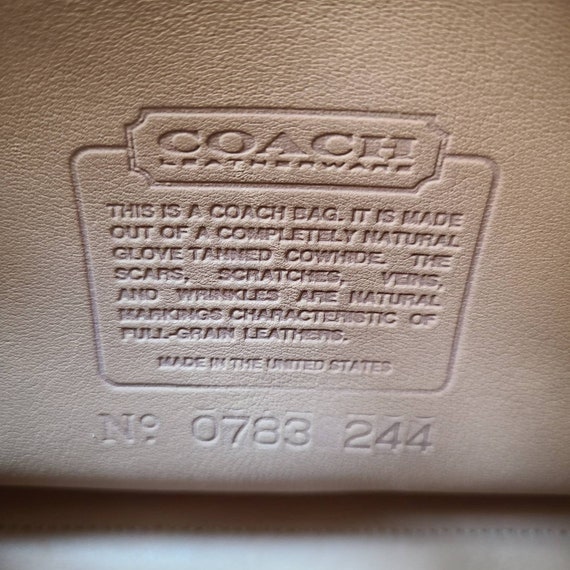 COACH
LEATHERWARE
THIS IS A COACH BAG. IT IS MADE
OUT OF A COMPLETELY NATURAL
GLOVE TANNED COWHIDE. THE
SCARS, SCRATCHES, VEINS,
AND WRINKLES ARE NATURAL
MARKINGS CHARACTERISTIC OF
FULL-GRAIN LEATHERS.
MADE IN THE UNITED STATES
No 0783 244